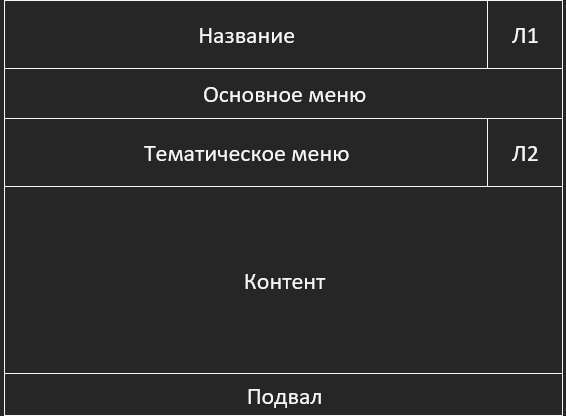 Название
Л1
Основное меню
Тематическое меню
Л2
Контент
Подвал